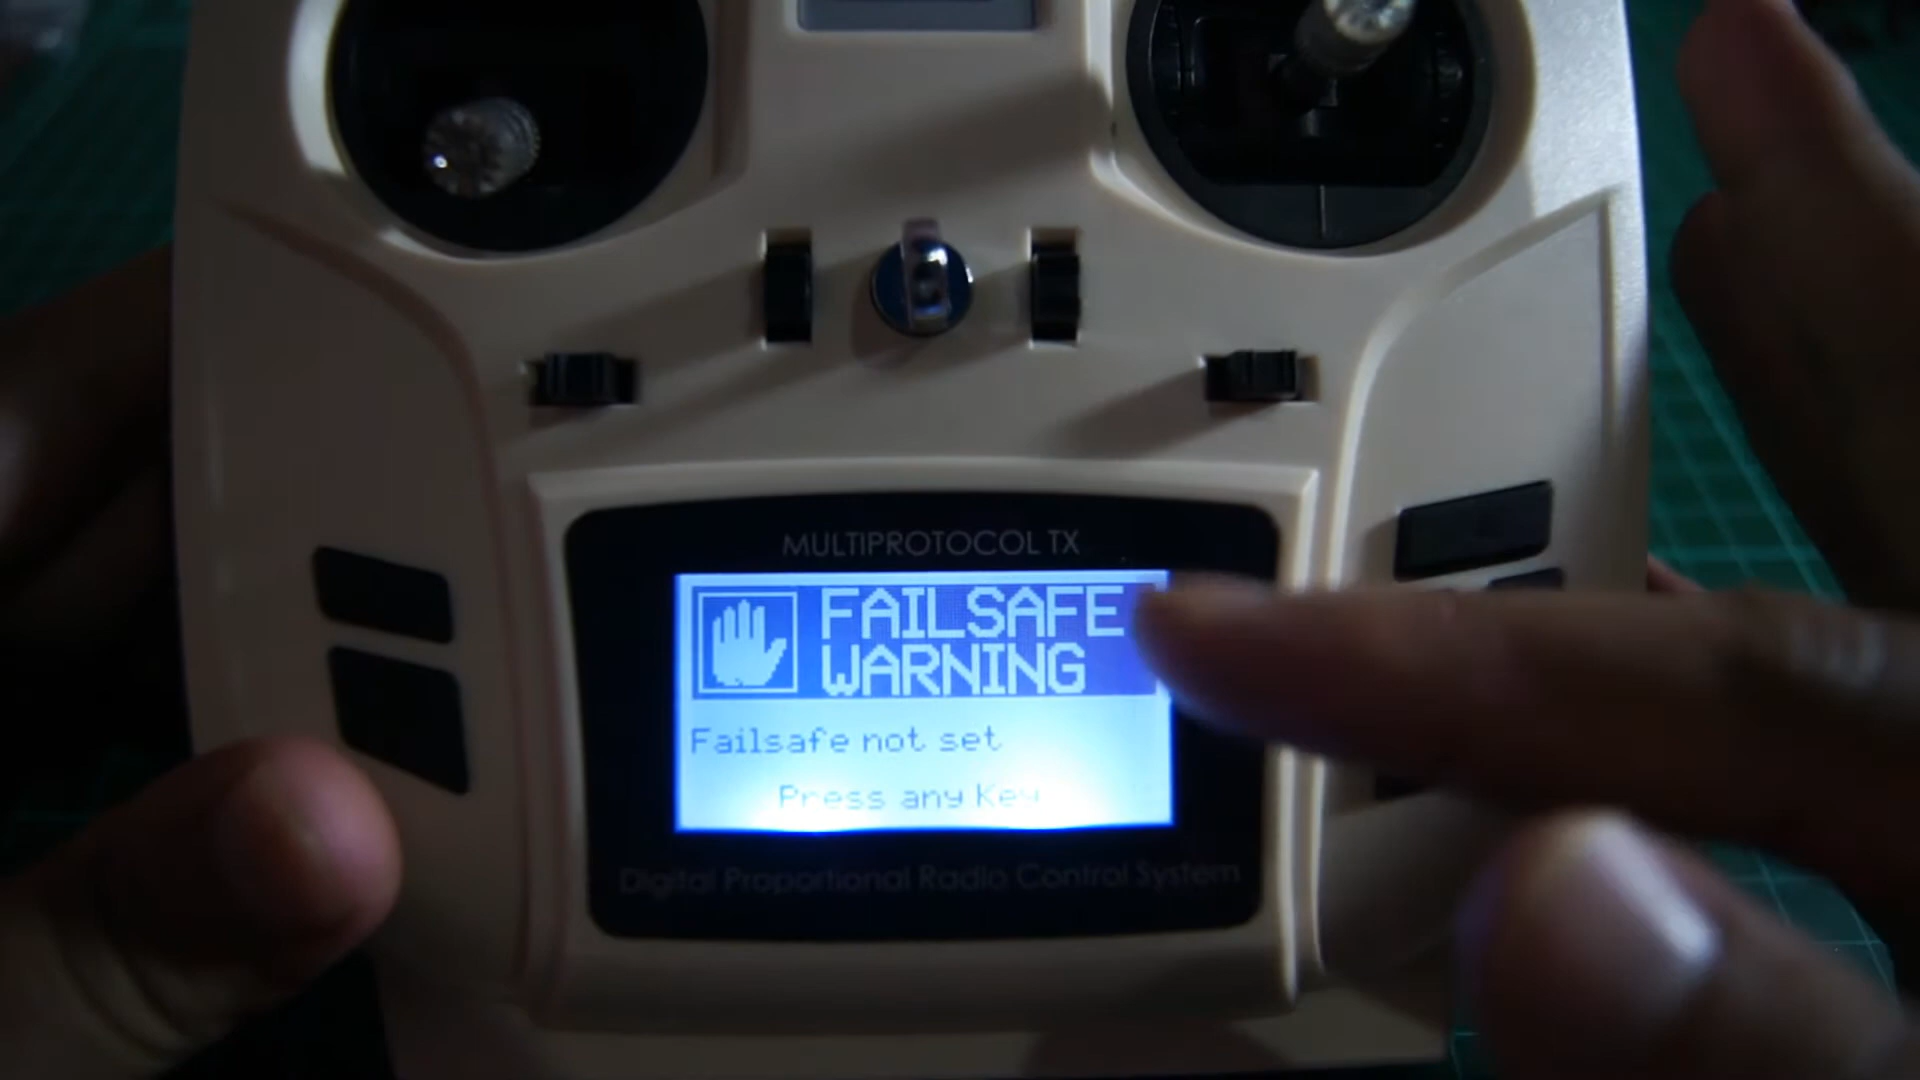 MULTIPROTOCOL TX
FAILSAFE
WARNING
Failsafe not set
Press any Key
Digital Proportional Radio Control System